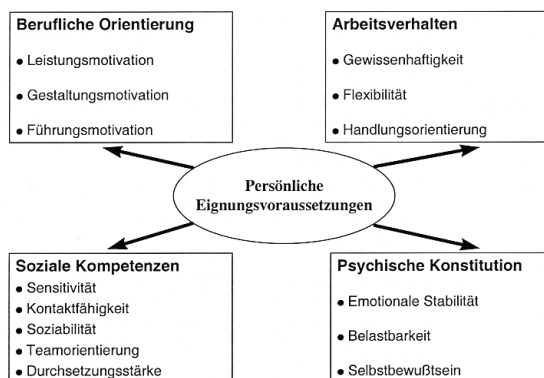 Berufliche Orientierung
● Leistungsmotivation
● Gestaltungsmotivation
● Führungsmotivation
Arbeitsverhalten
● Gewissenhaftigkeit
● Flexibilität
● Handlungsorientierung
Persönliche
Eignungsvoraussetzungen
Soziale Kompetenzen
● Sensitivität
● Kontaktfähigkeit
● Soziabilität
● Teamorientierung
● Durchsetzungsstärke
Psychische Konstitution
● Emotionale Stabilität
● Belastbarkeit
● Selbstbewußtsein